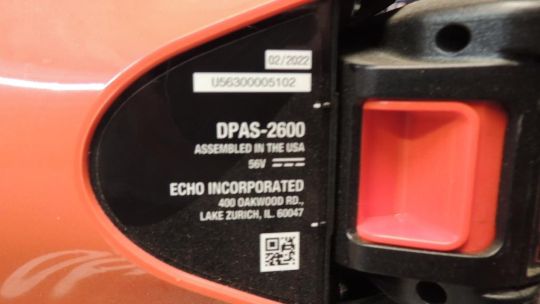 02/2022
U56300005102
DPAS-2600
ASSEMBLED IN THE USA
56V
ECHO INCORPORATED
400 OAKWOOD RD.,
LAKE ZURICH, IL. 60047